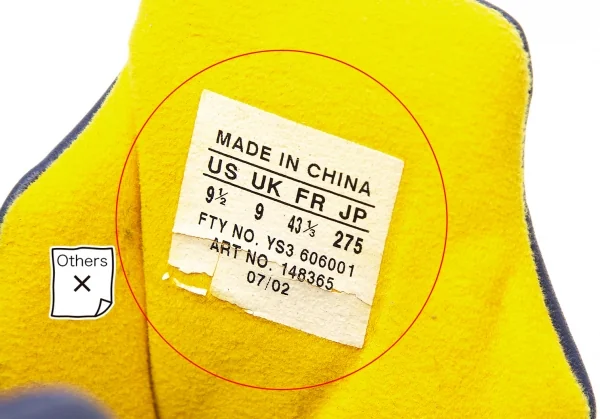 MADE IN CHINA
US UK FR JP
9½ 9 43⅓ 275
FTY NO. YS3 606001
ART NO. 148365
07/02
Others
×